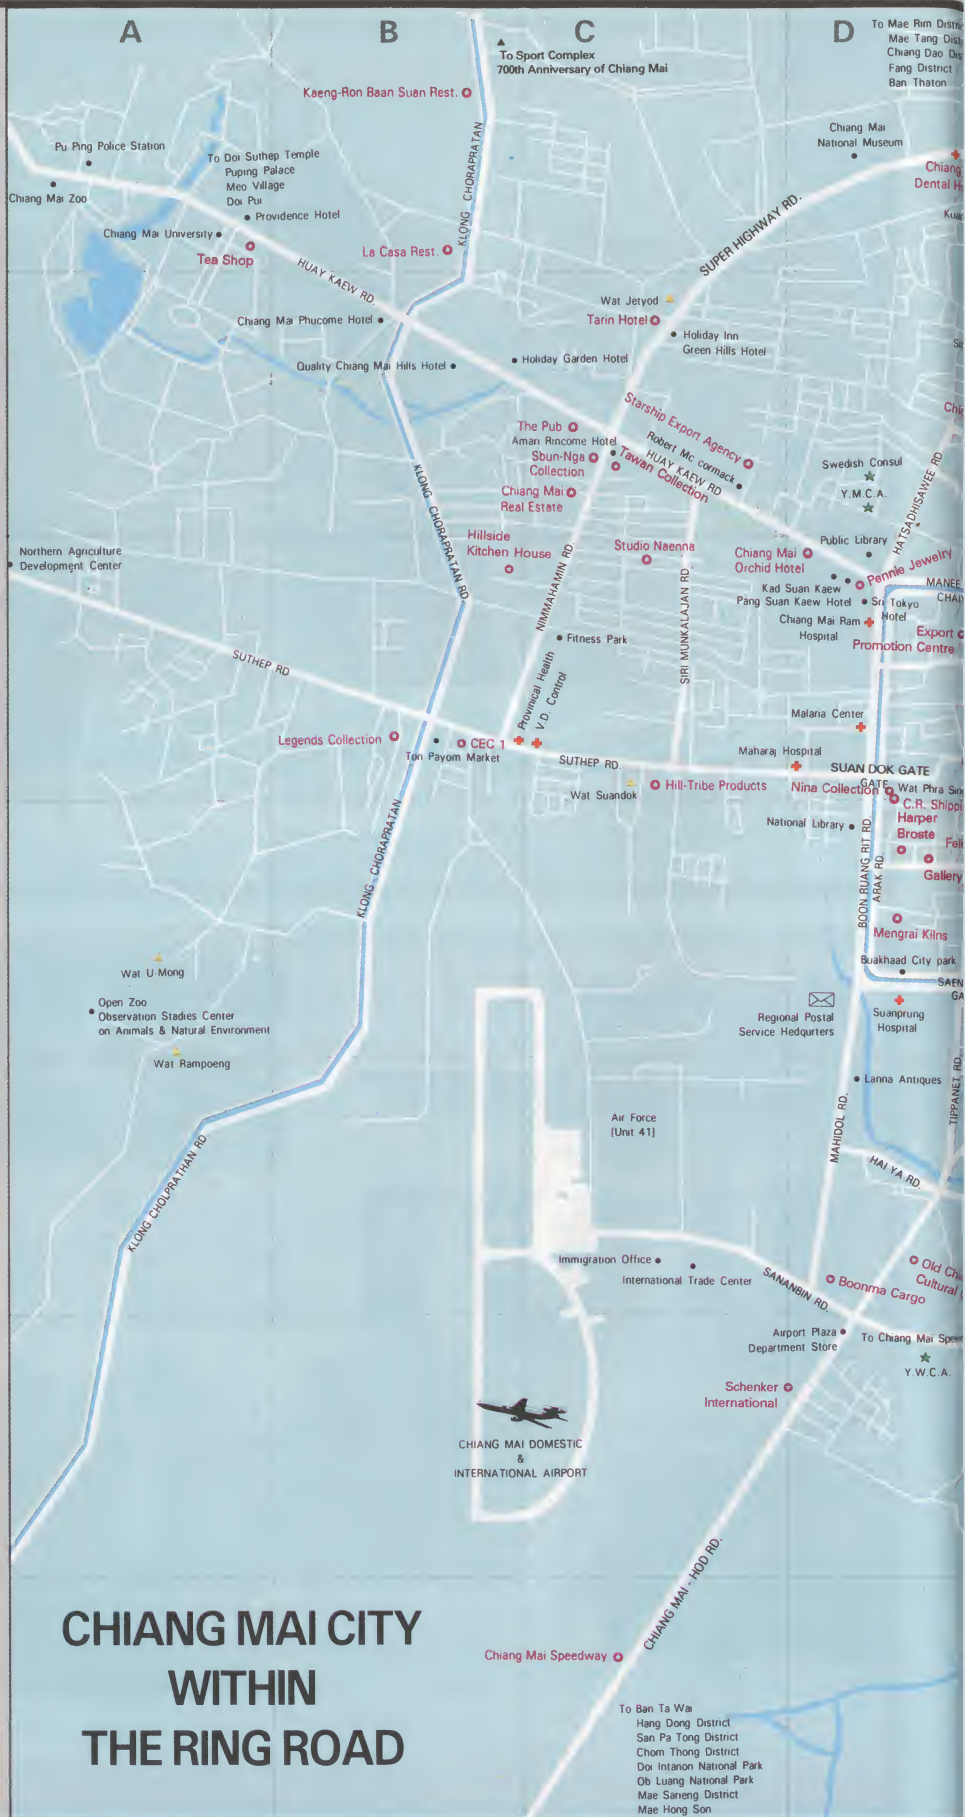 A
B
C
D
To Mae Rim
Mae Tang
Chiang Dao
Fang District
Ban Thaton
To Sport Complex
700th Anniversary of Chiang Mai
Kaeng-Ron Baan Suan Rest.
Chiang Mai
National Museum
Pu Ping Police Station
To Doi Suthep Temple
Puping Palace
Meo Village
Doi Pui
Chiang
Dental
Chiang Mai Zoo
Providence Hotel
Chiang Mai University
Tea Shop
KLONG CHORAPRATAN
La Casa Rest.
SUPER HIGHWAY RD.
HUAY KAEW RD.
Wat Jetyod
Tarin Hotel
Chiang Mai Phucome Hotel
Holiday Inn
Green Hills Hotel
Quality Chiang Mai Hills Hotel
Holiday Garden Hotel
Starship Export Agency
The Pub
Amari Rincome Hotel
Robert Mc cormack
HUAY KAEW RD
Sbun-Nga
Collection
Tawan Collection
Swedish Consul
Y.M.C.A.
HATSADHISAWEE RD
Chiang Mai
Real Estate
KLONG CHORAPRATAN RD.
Hillside
Kitchen House
Studio Naenna
Public Library
Chiang Mai
Orchid Hotel
Pennie Jewelry
Northern Agriculture
Development Center
NIMMAHAMIN RD.
SIRI MUNKALAJAN RD.
Kad Suan Kaew
Pang Suan Kaew Hotel
MANEE
Sri Tokyo
Hotel
Chiang Mai Ram
Hospital
Export
Promotion Centre
Fitness Park
SUTHEP RD
Provinical Health
V.D. Control
Malaria Center
Legends Collection
CEC 1
Ton Payom Market
SUTHEP RD
Maharaj Hospital
SUAN DOK GATE
GATE
Wat Suandok
Hill-Tribe Products
Nina Collection
Wat Phra
C.R.
Harper
Broste
National Library
KLONG - CHORAPRATAN
BOON RUANG RIT RD.
ARAK RD.
Gallery
Mengrai Kilns
Buakhaad City park
Wat U-Mong
Open Zoo
Observation Stadies Center
on Animals & Natural Environment
Wat Rampoeng
Regional Postal
Service Hedqurters
Suanprung
Hospital
Lanna Antiques
TIPPANET RD.
Air Force
[Unit 41]
MAHIDOL RD.
HAI YA RD.
KLONG CHOLPRATHAN RD.
Immigration Office
International Trade Center
SANANBIN RD.
Boonma Cargo
Old
Cultural
Airport Plaza
Department Store
To Chiang Mai
Y.W.C.A.
Schenker
International
CHIANG MAI DOMESTIC
&
INTERNATIONAL AIRPORT
CHIANG MAI - HOD RD.
CHIANG MAI CITY
WITHIN
THE RING ROAD
Chiang Mai Speedway
To Ban Ta Wai
Hang Dong District
San Pa Tong District
Chom Thong District
Doi Intanon National Park
Ob Luang National Park
Mae Sarieng District
Mae Hong Son